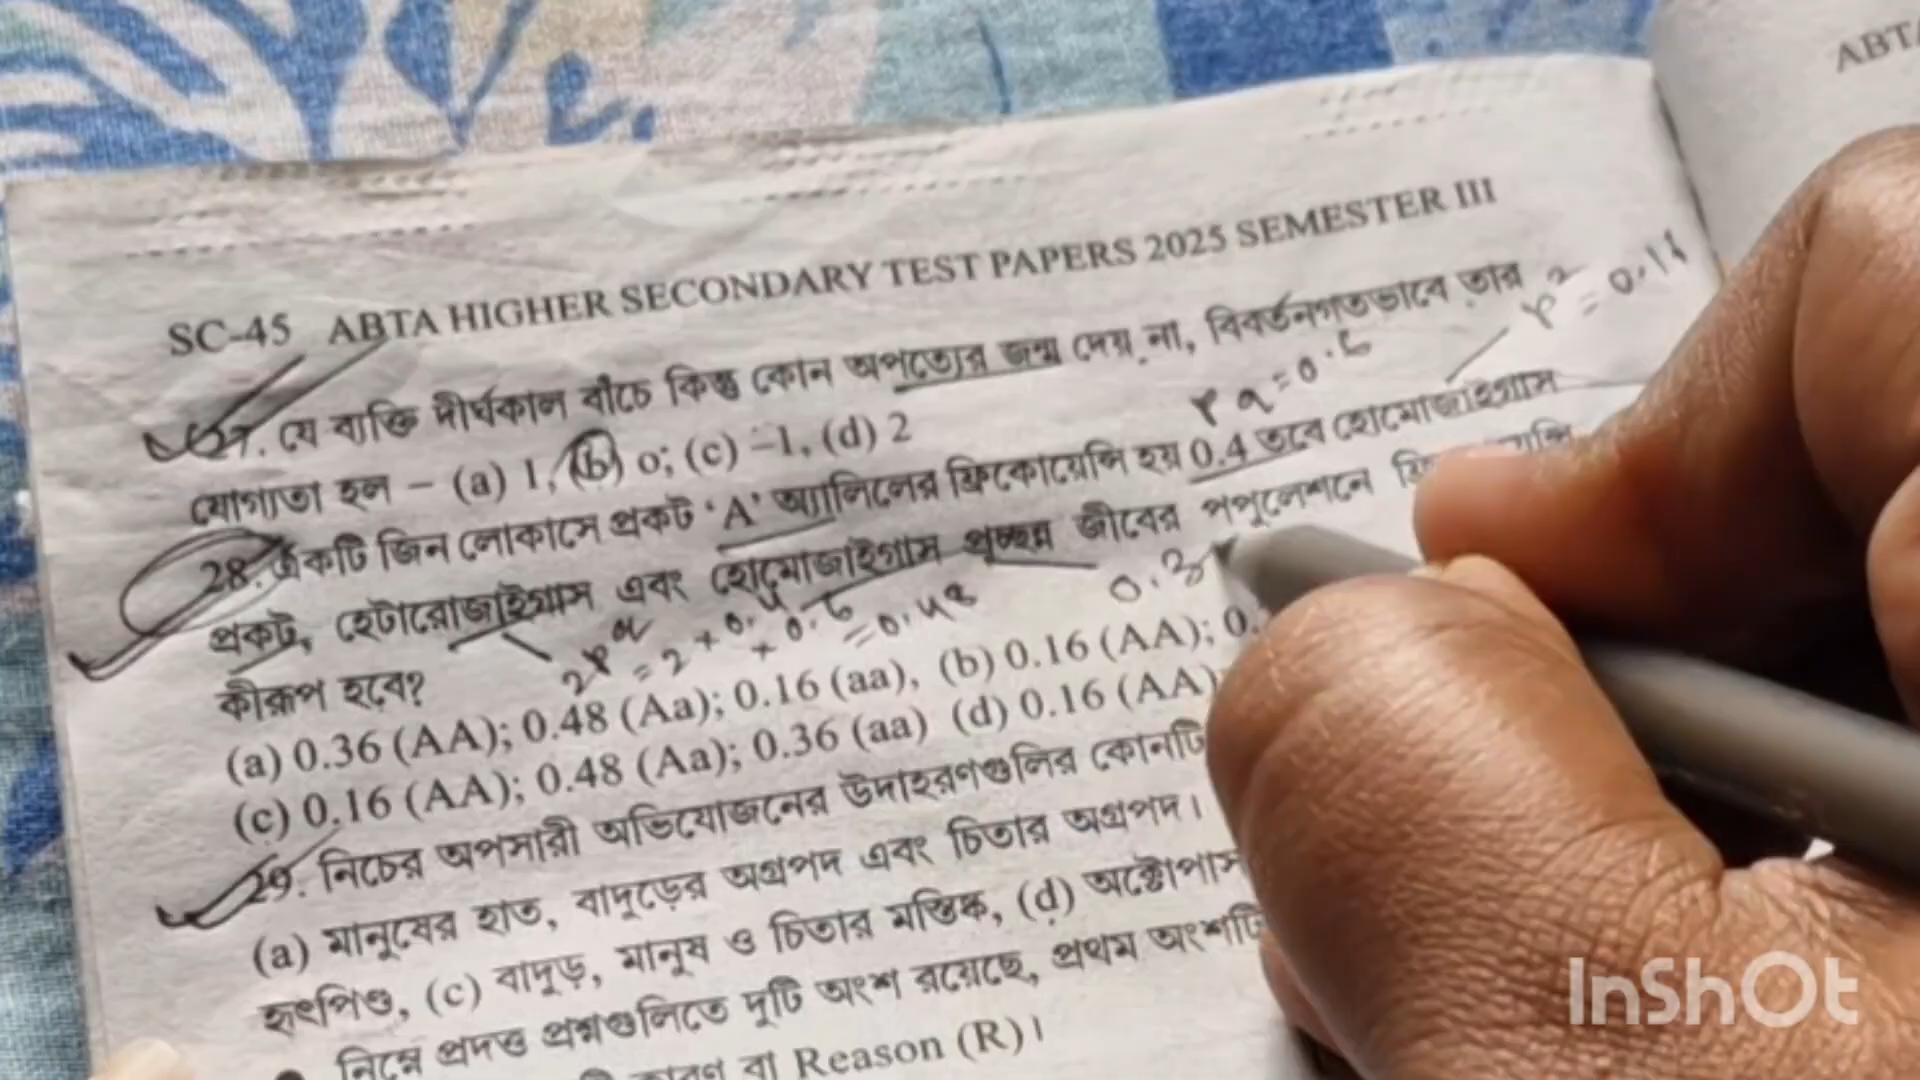 ABTA
SC-45 ABTA HIGHER SECONDARY TEST PAPERS 2025 SEMESTER III
27. যে ব্যক্তি দীর্ঘকাল বাঁচে কিন্তু কোন অপত্যের জন্ম দেয় না, বিবর্তনগতভাবে তার
যোগ্যতা হল – (a) 1, (b) 0; (c) –1, (d) 2
28. একটি জিন লোকাসে প্রকট 'A' অ্যালিলের ফ্রিকোয়েন্সি হয় 0.4 তবে হোমোজাইগাস
প্রকট, হেটারোজাইগাস এবং হোমোজাইগাস প্রচ্ছন্ন জীবের পপুলেশনে
কীরূপ হবে?
(a) 0.36 (AA); 0.48 (Aa); 0.16 (aa), (b) 0.16 (AA); 0.
(c) 0.16 (AA); 0.48 (Aa); 0.36 (aa) (d) 0.16 (AA)
29. নিচের অপসারী অভিযোজনের উদাহরণগুলির কোনটি
(a) মানুষের হাত, বাদুড়ের অগ্রপদ এবং চিতার অগ্রপদ।
হৃৎপিণ্ড, (c) বাদুড়, মানুষ ও চিতার মস্তিষ্ক, (d) অক্টোপাস
নিম্নে প্রদত্ত প্রশ্নগুলিতে দুটি অংশ রয়েছে, প্রথম অংশটি
কারণ বা Reason (R)।
InShOt